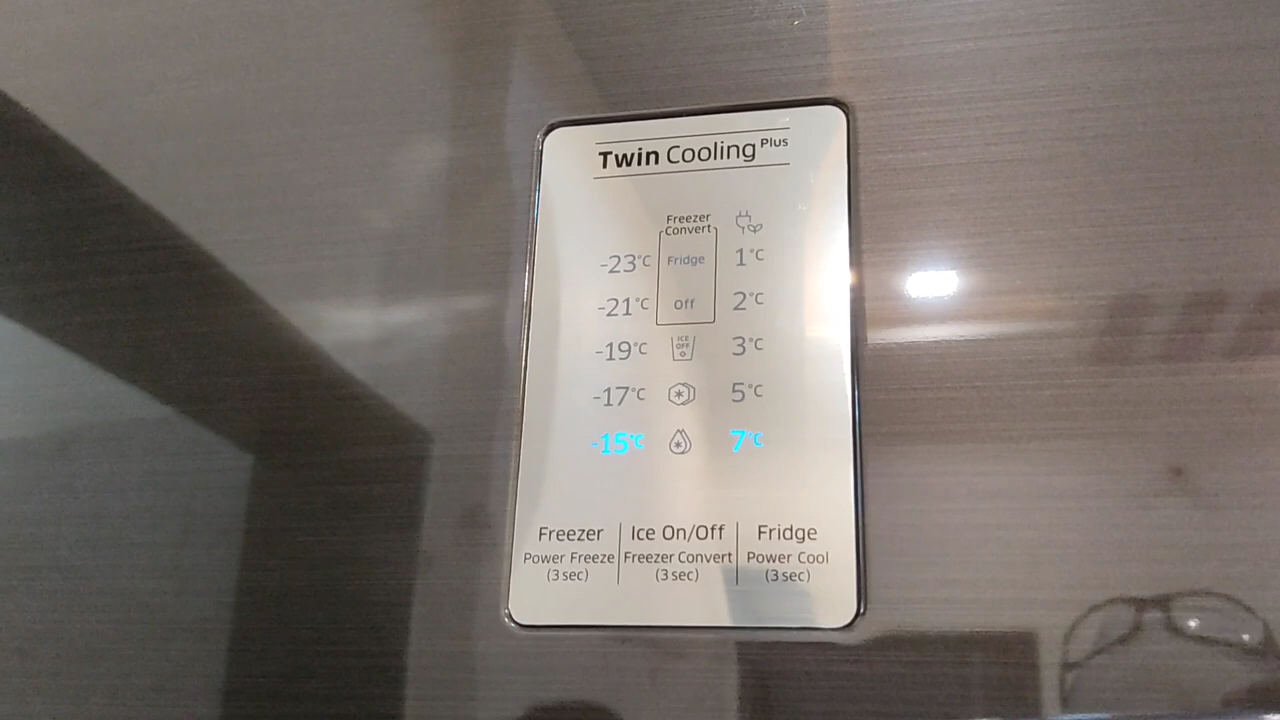 Twin Cooling Plus
Freezer
Convert
-23°C Fridge 1°C
-21°C Off 2°C
-19°C ICE OFF 3°C
-17°C 5°C
-15°C 7°C
Freezer Ice On/Off Fridge
Power Freeze Freezer Convert Power Cool
(3 sec) (3 sec) (3 sec)